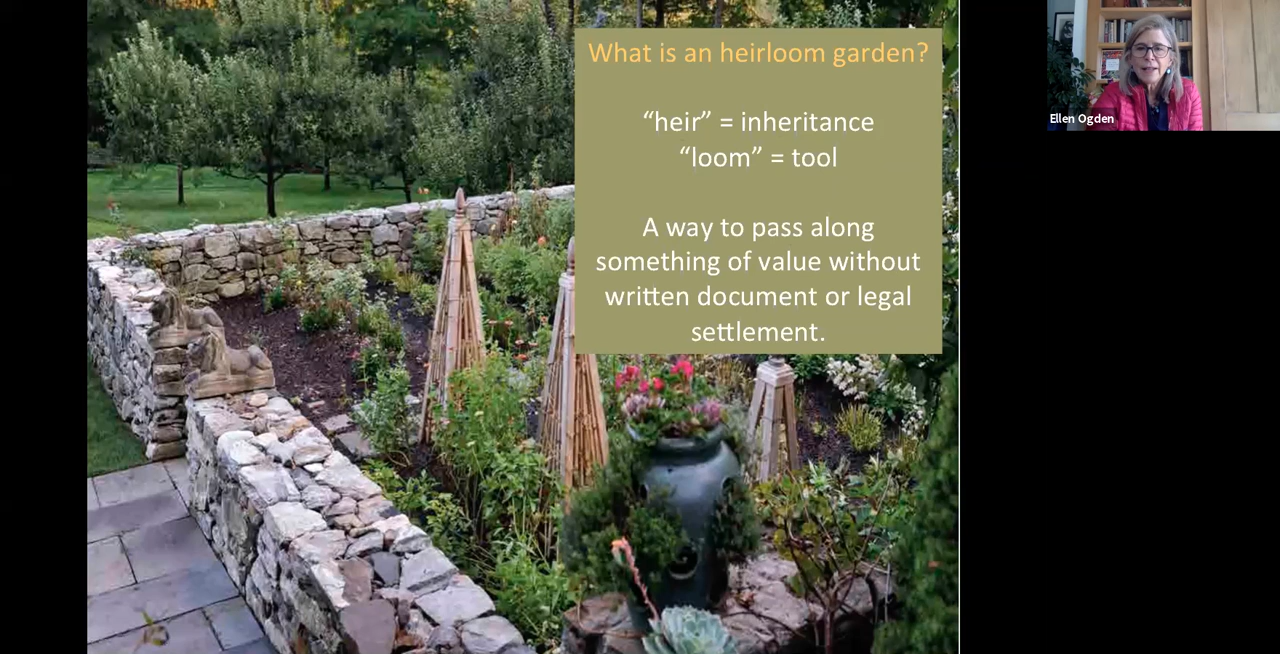 What is an heirloom garden?
“heir” = inheritance
“loom” = tool
A way to pass along
something of value without
written document or legal
settlement.
Ellen Ogden